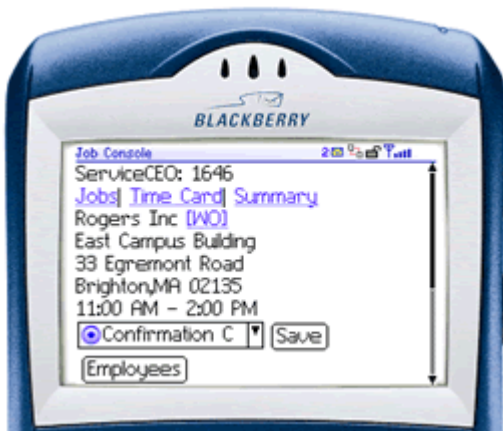 BLACKBERRY
Job Console 2
ServiceCEO: 1646
Jobs| Time Card| Summary
Rogers Inc [WO]
East Campus Building
33 Egremont Road
Brighton,MA 02135
11:00 AM - 2:00 PM
Confirmation C Save
Employees